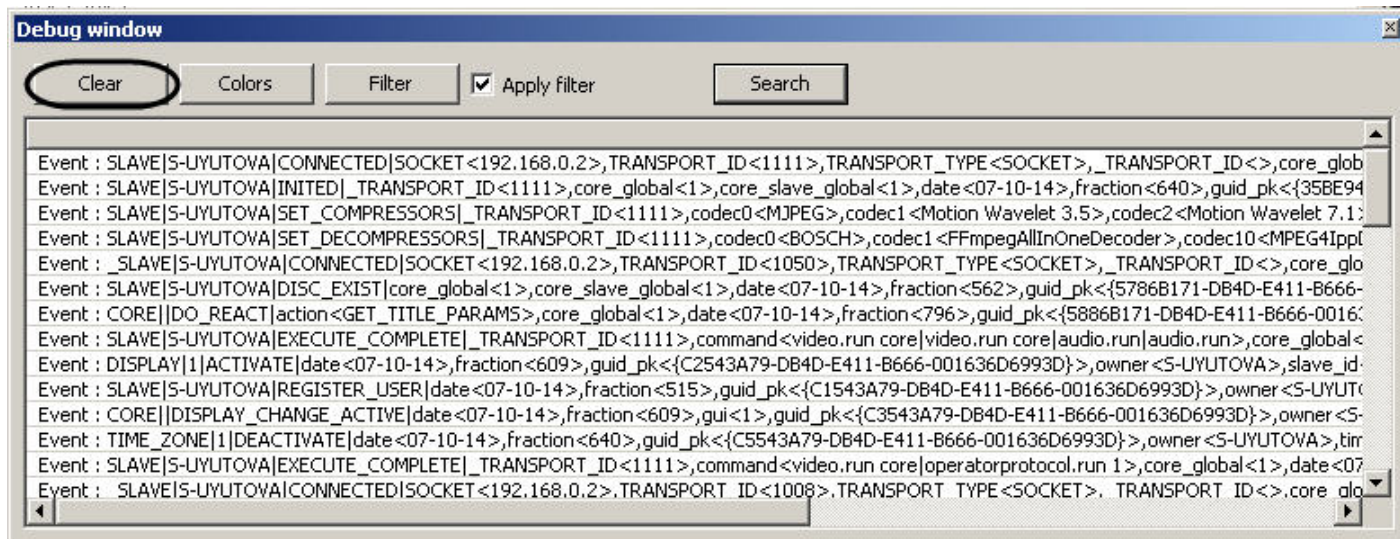 Debug window
Clear Colors Filter Apply filter Search
Event : SLAVE|S-UYUTOVA|CONNECTED|SOCKET<192.168.0.2>,TRANSPORT_ID<1111>,TRANSPORT_TYPE<SOCKET>,_TRANSPORT_ID<>,core_glob
Event : SLAVE|S-UYUTOVA|INITED|_TRANSPORT_ID<1111>,core_global<1>,core_slave_global<1>,date<07-10-14>,fraction<640>,guid_pk<{35BE94
Event : SLAVE|S-UYUTOVA|SET_COMPRESSORS|_TRANSPORT_ID<1111>,codec0<MJPEG>,codec1<Motion Wavelet 3.5>,codec2<Motion Wavelet 7.1>
Event : SLAVE|S-UYUTOVA|SET_DECOMPRESSORS|_TRANSPORT_ID<1111>,codec0<BOSCH>,codec1<FFmpegAllInOneDecoder>,codec10<MPEG4IppD
Event : _SLAVE|S-UYUTOVA|CONNECTED|SOCKET<192.168.0.2>,TRANSPORT_ID<1050>,TRANSPORT_TYPE<SOCKET>,_TRANSPORT_ID<>,core_glo
Event : SLAVE|S-UYUTOVA|DISC_EXIST|core_global<1>,core_slave_global<1>,date<07-10-14>,fraction<562>,guid_pk<{5786B171-DB4D-E411-B666-
Event : CORE||DO_REACT|action<GET_TITLE_PARAMS>,core_global<1>,date<07-10-14>,fraction<796>,guid_pk<{5886B171-DB4D-E411-B666-00163
Event : SLAVE|S-UYUTOVA|EXECUTE_COMPLETE|_TRANSPORT_ID<1111>,command<video.run core|video.run core|audio.run|audio.run>,core_global<
Event : DISPLAY|1|ACTIVATE|date<07-10-14>,fraction<609>,guid_pk<{C2543A79-DB4D-E411-B666-001636D6993D}>,owner<S-UYUTOVA>,slave_id<
Event : SLAVE|S-UYUTOVA|REGISTER_USER|date<07-10-14>,fraction<515>,guid_pk<{C1543A79-DB4D-E411-B666-001636D6993D}>,owner<S-UYUTO
Event : CORE||DISPLAY_CHANGE_ACTIVE|date<07-10-14>,fraction<609>,gui<1>,guid_pk<{C3543A79-DB4D-E411-B666-001636D6993D}>,owner<S-
Event : TIME_ZONE|1|DEACTIVATE|date<07-10-14>,fraction<640>,guid_pk<{C5543A79-DB4D-E411-B666-001636D6993D}>,owner<S-UYUTOVA>,tim
Event : SLAVE|S-UYUTOVA|EXECUTE_COMPLETE|_TRANSPORT_ID<1111>,command<video.run core|operatorprotocol.run 1>,core_global<1>,date<07
Event : _SLAVE|S-UYUTOVA|CONNECTED|SOCKET<192.168.0.2>,TRANSPORT_ID<1008>,TRANSPORT_TYPE<SOCKET>,_TRANSPORT_ID<>,core_glo